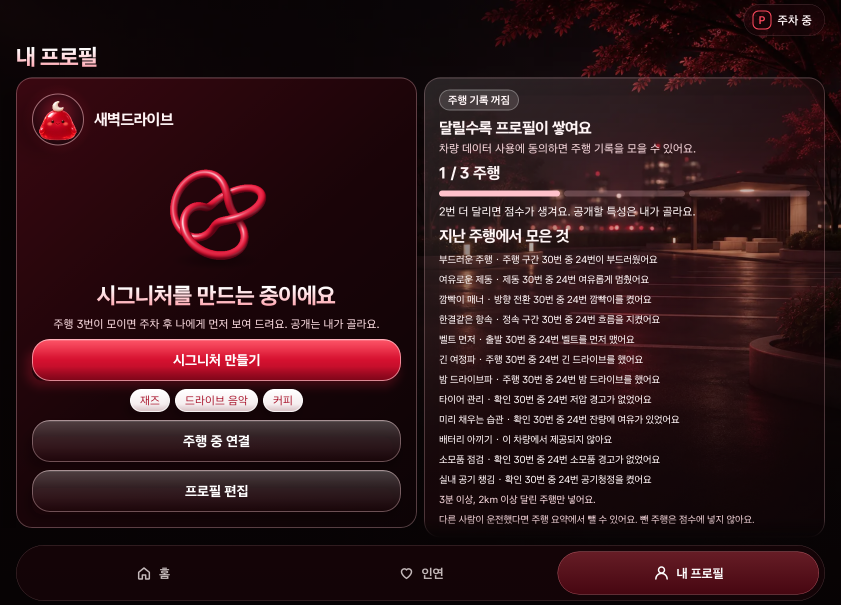 P 주차 중
내 프로필
새벽드라이브
시그니처를 만드는 중이에요
주행 3번이 모이면 주차 후 나에게 먼저 보여 드려요. 공개는 내가 골라요.
시그니처 만들기
재즈 드라이브 음악 커피
주행 중 연결
프로필 편집
주행 기록 꺼짐
달릴수록 프로필이 쌓여요
차량 데이터 사용에 동의하면 주행 기록을 모을 수 있어요.
1 / 3 주행
2번 더 달리면 점수가 생겨요. 공개할 특성은 내가 골라요.
지난 주행에서 모은 것
부드러운 주행 · 주행 구간 30번 중 24번이 부드러웠어요
여유로운 제동 · 제동 30번 중 24번 여유롭게 멈췄어요
깜빡이 매너 · 방향 전환 30번 중 24번 깜빡이를 켰어요
한결같은 항속 · 정속 구간 30번 중 24번 흐름을 지켰어요
벨트 먼저 · 출발 30번 중 24번 벨트를 먼저 맸어요
긴 여정파 · 주행 30번 중 24번 긴 드라이브를 했어요
밤 드라이브파 · 주행 30번 중 24번 밤 드라이브를 했어요
타이어 관리 · 확인 30번 중 24번 저압 경고가 없었어요
미리 채우는 습관 · 확인 30번 중 24번 잔량에 여유가 있었어요
배터리 아끼기 · 이 차량에서 제공되지 않아요
소모품 점검 · 확인 30번 중 24번 소모품 경고가 없었어요
실내 공기 챙김 · 확인 30번 중 24번 공기청정을 켰어요
3분 이상, 2km 이상 달린 주행만 넣어요.
다른 사람이 운전했다면 주행 요약에서 뺄 수 있어요. 뺀 주행은 점수에 넣지 않아요.
홈 인연 내 프로필